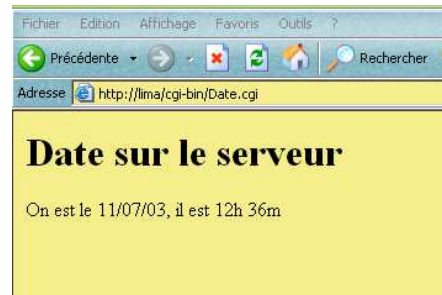 Fichier Edition Affichage Favoris Outils ?
Précédente Rechercher
Adresse http://lima/cgi-bin/Date.cgi
Date sur le serveur
On est le 11/07/03, il est 12h 36m